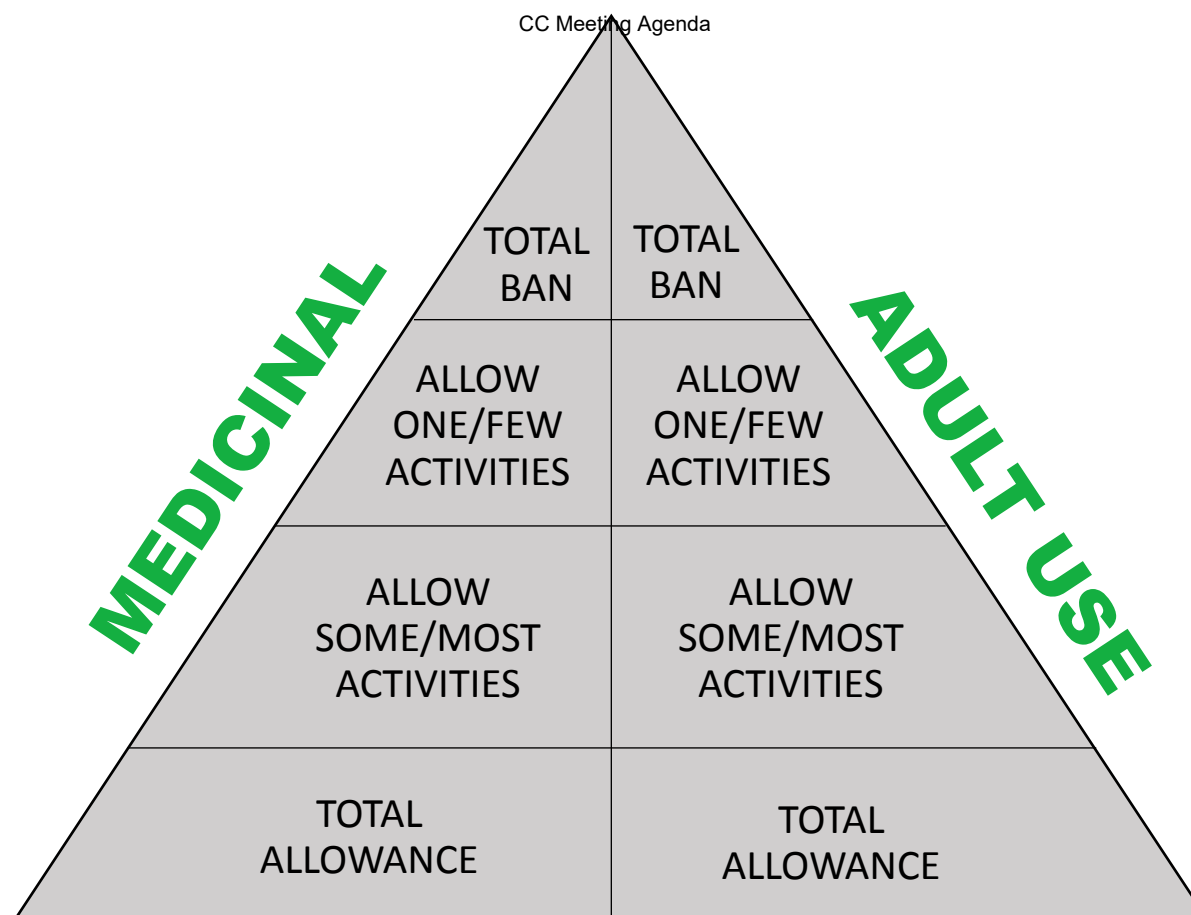 CC Meeting Agenda
MEDICINAL
ADULT USE
TOTAL
BAN
TOTAL
BAN
ALLOW
ONE/FEW
ACTIVITIES
ALLOW
ONE/FEW
ACTIVITIES
ALLOW
SOME/MOST
ACTIVITIES
ALLOW
SOME/MOST
ACTIVITIES
TOTAL
ALLOWANCE
TOTAL
ALLOWANCE